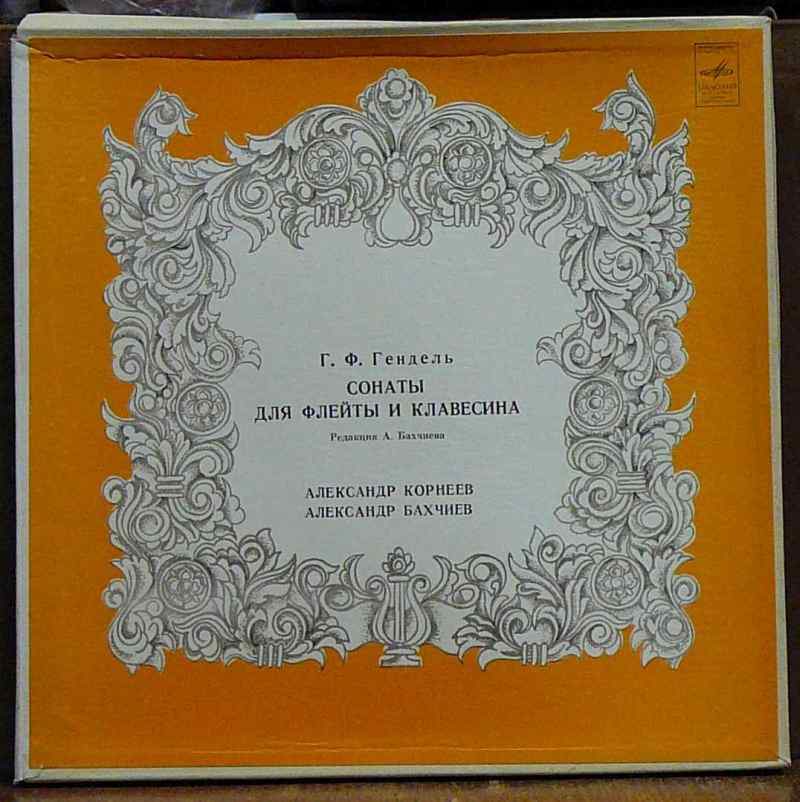 Г. Ф. Гендель
СОНАТЫ
ДЛЯ ФЛЕЙТЫ И КЛАВЕСИНА
Редакция А. Бахчиева
АЛЕКСАНДР КОРНЕЕВ
АЛЕКСАНДР БАХЧИЕВ